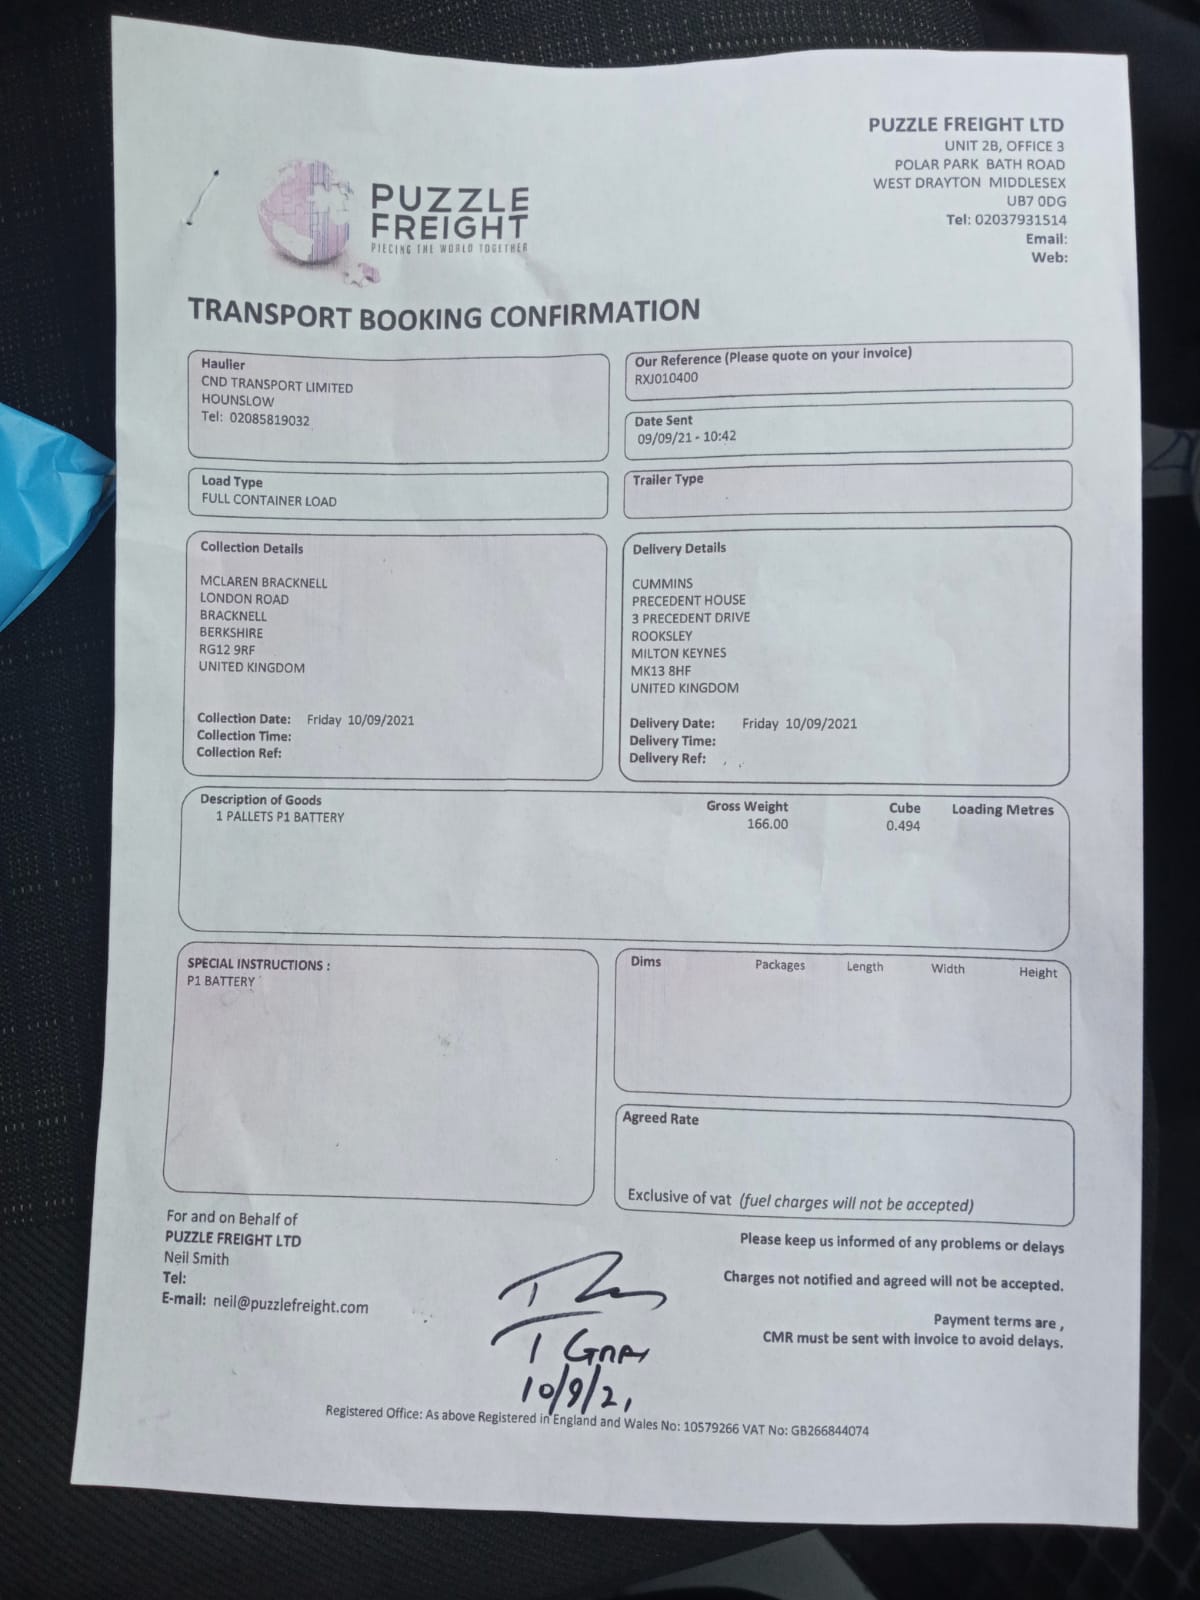 PUZZLE FREIGHT LTD
UNIT 2B, OFFICE 3
POLAR PARK BATH ROAD
WEST DRAYTON MIDDLESEX
UB7 0DG
Tel: 02037931514
Email:
Web:
PUZZLE
FREIGHT
PIECING THE WORLD TOGETHER
TRANSPORT BOOKING CONFIRMATION
Haulier
CND TRANSPORT LIMITED
HOUNSLOW
Tel: 02085819032
Our Reference (Please quote on your invoice)
RXJ010400
Date Sent
09/09/21 - 10:42
Load Type
FULL CONTAINER LOAD
Trailer Type
Collection Details
MCLAREN BRACKNELL
LONDON ROAD
BRACKNELL
BERKSHIRE
RG12 9RF
UNITED KINGDOM
Collection Date: Friday 10/09/2021
Collection Time:
Collection Ref:
Delivery Details
CUMMINS
PRECEDENT HOUSE
3 PRECEDENT DRIVE
ROOKSLEY
MILTON KEYNES
MK13 8HF
UNITED KINGDOM
Delivery Date: Friday 10/09/2021
Delivery Time:
Delivery Ref:
Description of Goods Gross Weight Cube Loading Metres
1 PALLETS P1 BATTERY 166.00 0.494
SPECIAL INSTRUCTIONS :
P1 BATTERY
Dims Packages Length Width Height
Agreed Rate
Exclusive of vat (fuel charges will not be accepted)
For and on Behalf of
PUZZLE FREIGHT LTD
Neil Smith
Tel:
E-mail: neil@puzzlefreight.com
Please keep us informed of any problems or delays
Charges not notified and agreed will not be accepted.
Payment terms are ,
CMR must be sent with invoice to avoid delays.
10/9/21
Registered Office: As above Registered in England and Wales No: 10579266 VAT No: GB266844074